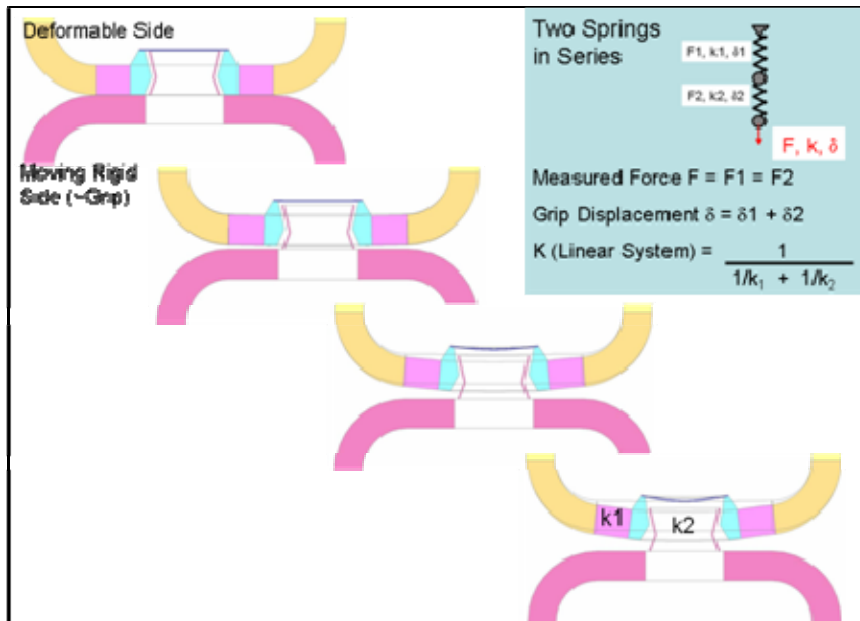 Deformable Side
Moving Rigid
Side (~Grip)
Two Springs
in Series
F1, k1, δ1
F2, k2, δ2
F, k, δ
Measured Force F = F1 = F2
Grip Displacement δ = δ1 + δ2
K (Linear System) = 1
1/k₁ + 1/k₂
k1
k2